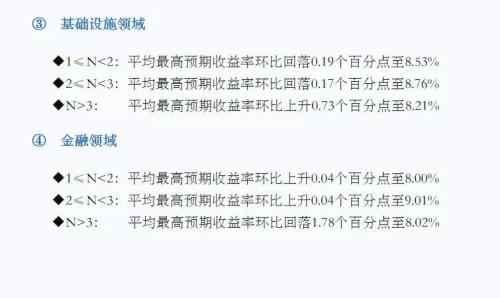 ③ 基础设施领域
◆1≤N<2：平均最高预期收益率环比回落0.19个百分点至8.53%
◆2≤N<3：平均最高预期收益率环比回落0.17个百分点至8.76%
◆N>3： 平均最高预期收益率环比上升0.73个百分点至8.21%
④ 金融领域
◆1≤N<2：平均最高预期收益率环比上升0.04个百分点至8.00%
◆2≤N<3：平均最高预期收益率环比上升0.04个百分点至9.01%
◆N>3： 平均最高预期收益率环比回落1.78个百分点至8.02%